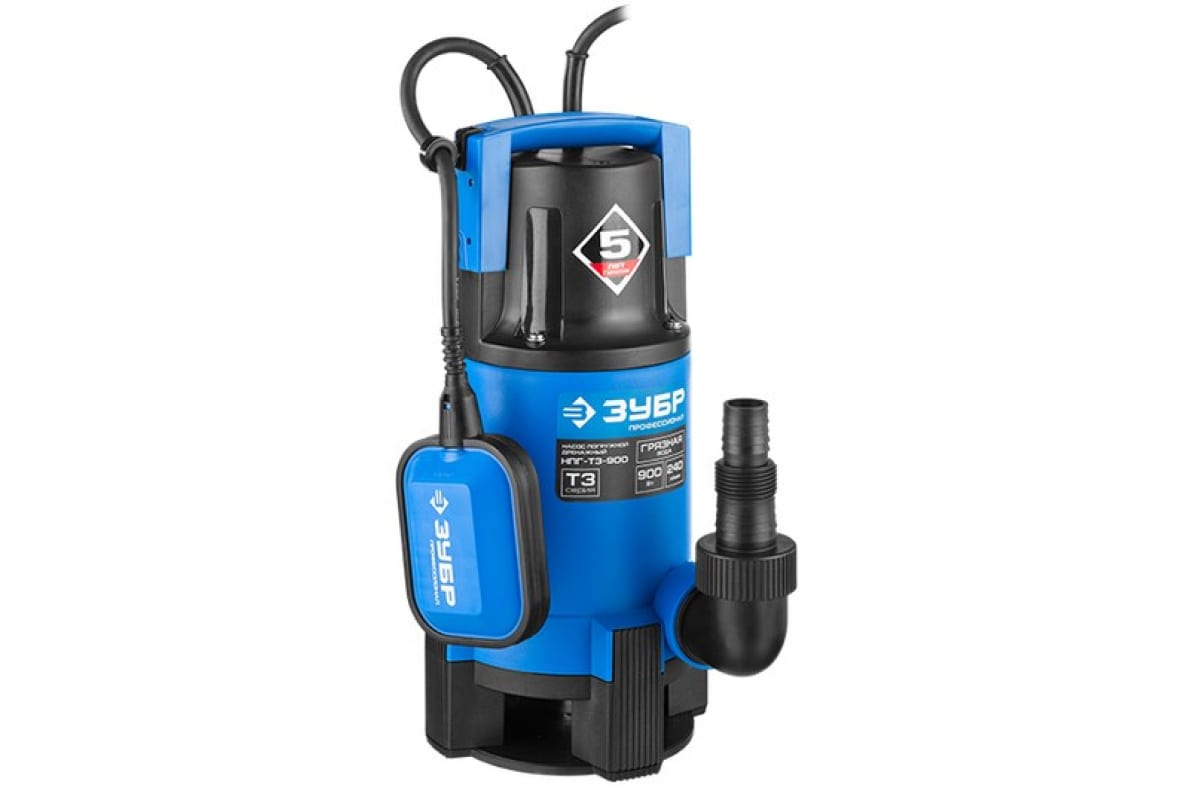 5
ЛЕТ
ГАРАНТИИ
ЗУБР
ПРОФЕССИОНАЛ
НАСОС ПОГРУЖНОЙ
ДРЕНАЖНЫЙ
НПГ-Т3-900
Т3
серия
ГРЯЗНАЯ
ВОДА
900
Вт
240
ЗУБР
ПРОФЕССИОНАЛ